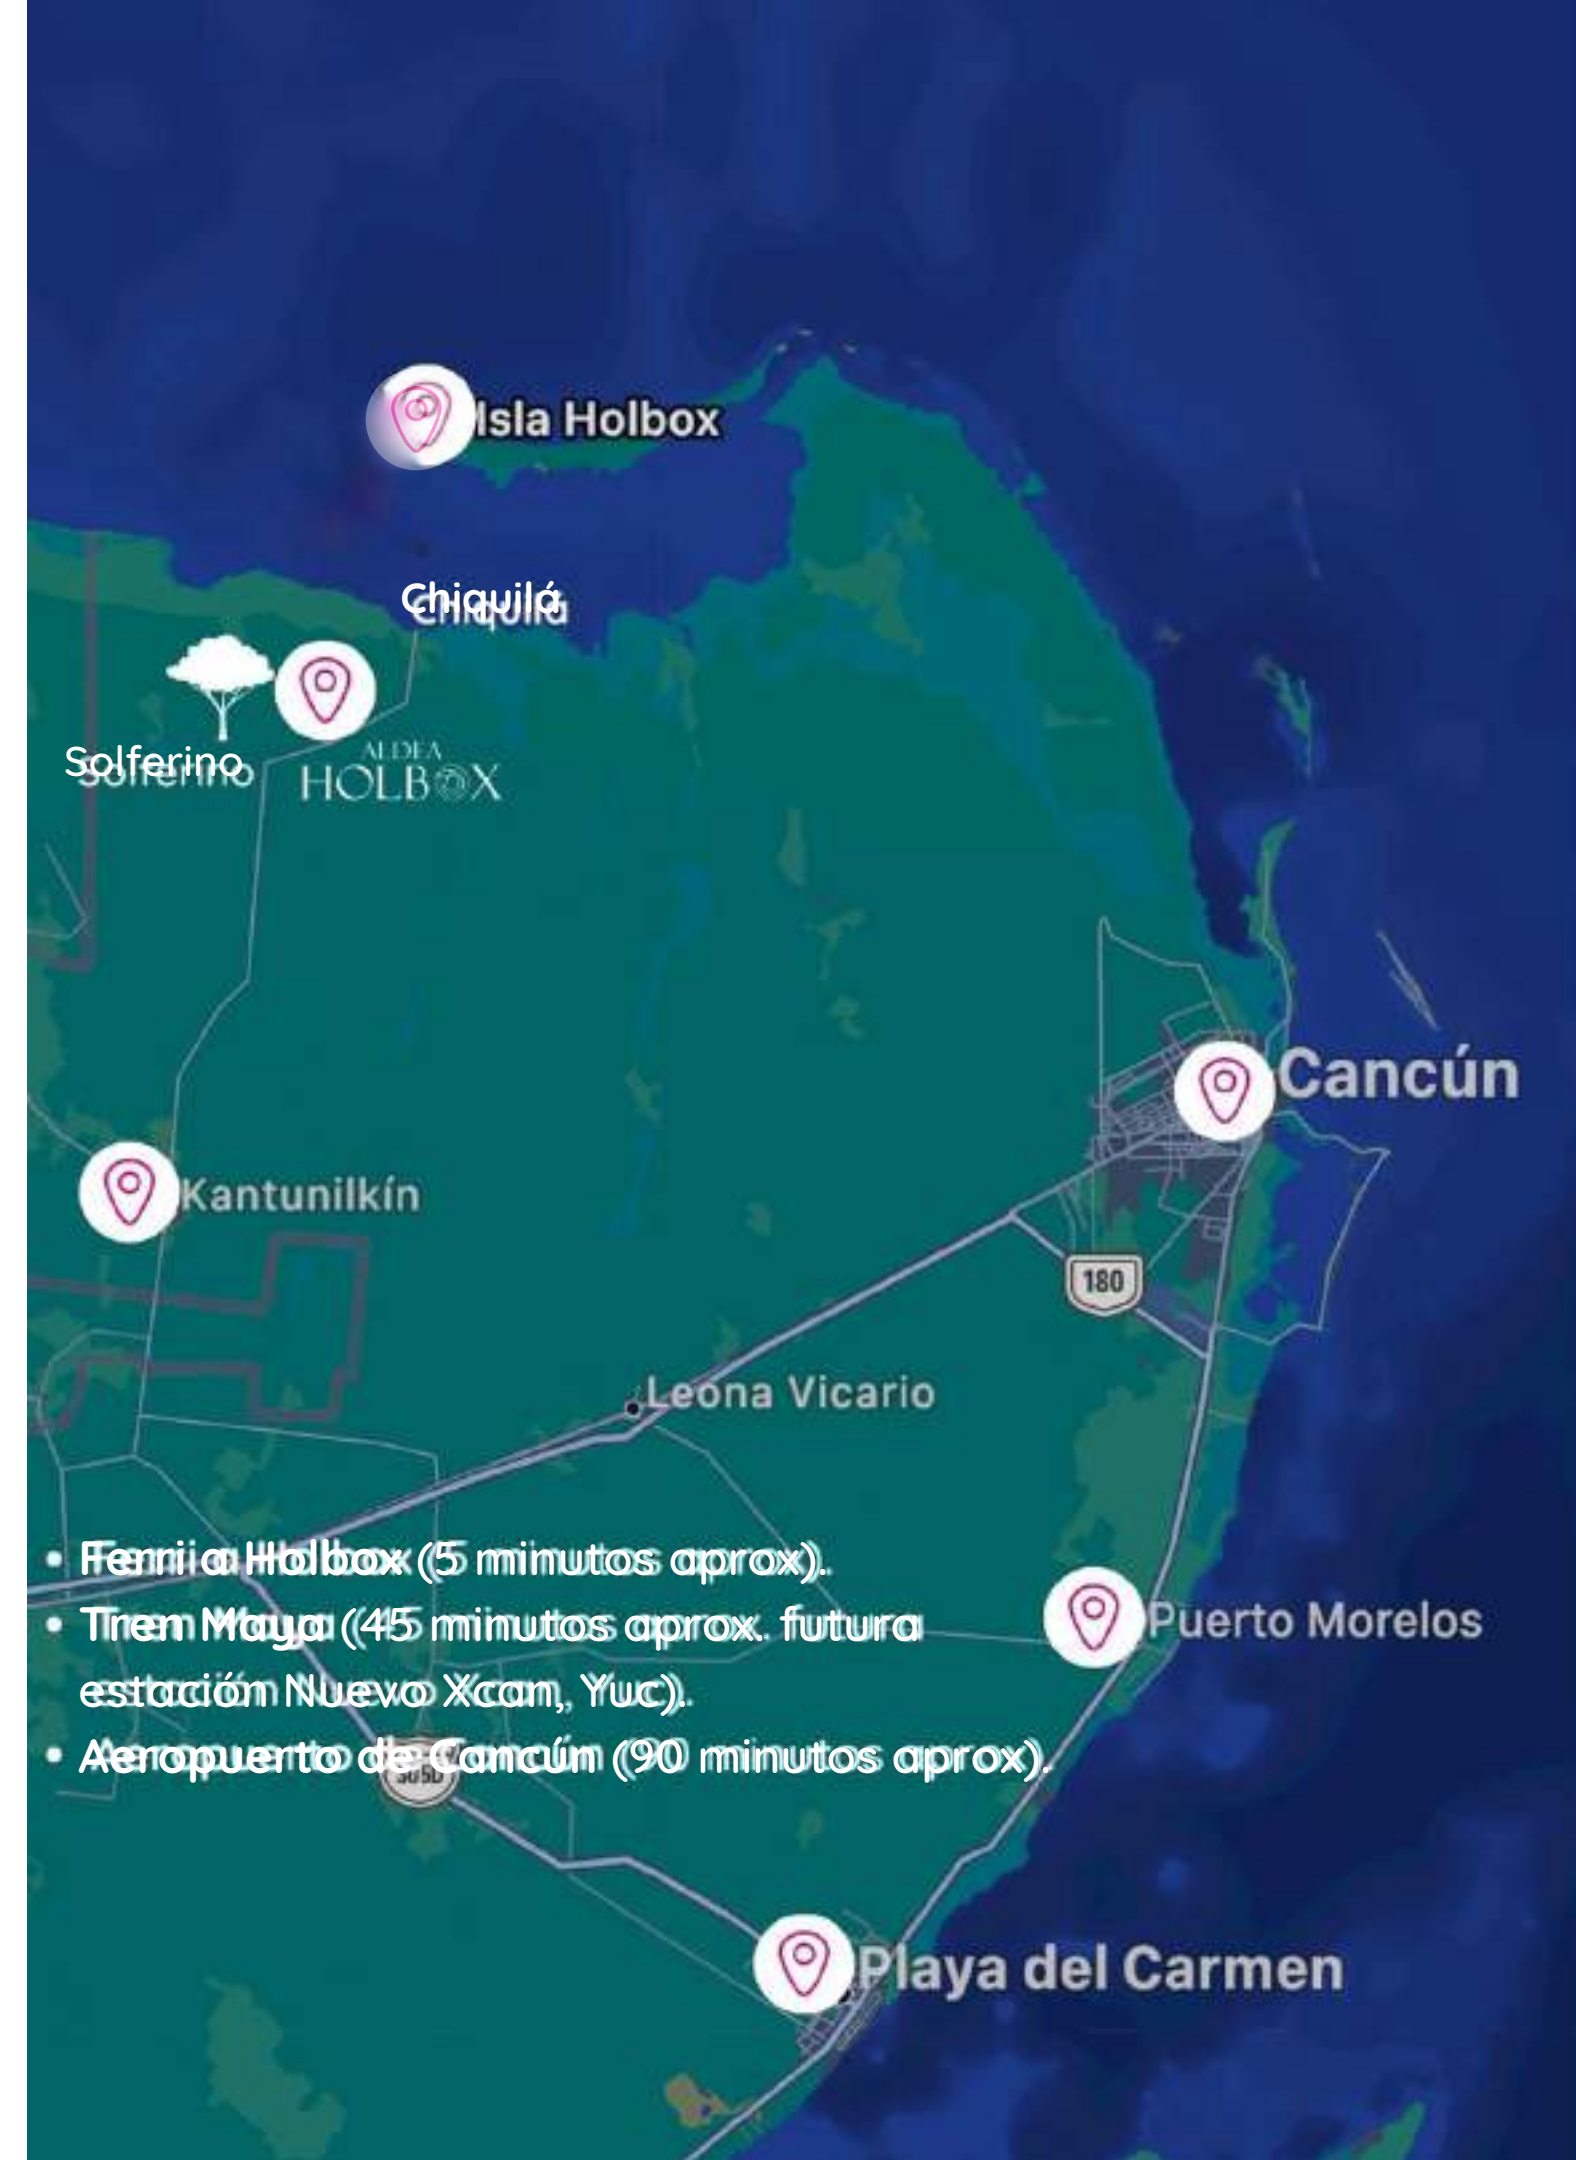 Isla Holbox
Chiquilá
Solferino
ALDEA
HOLBOX
Cancún
Kantunilkín
180
Leona Vicario
• Ferri a Holbox (5 minutos aprox).
• Tren Maya (45 minutos aprox. futura
estación Nuevo Xcan, Yuc).
• Aeropuerto de Cancún (90 minutos aprox).
305D
Puerto Morelos
Playa del Carmen